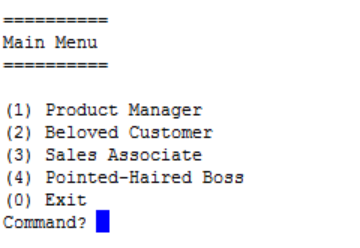 ==========
Main Menu
==========
(1) Product Manager
(2) Beloved Customer
(3) Sales Associate
(4) Pointed-Haired Boss
(0) Exit
Command?